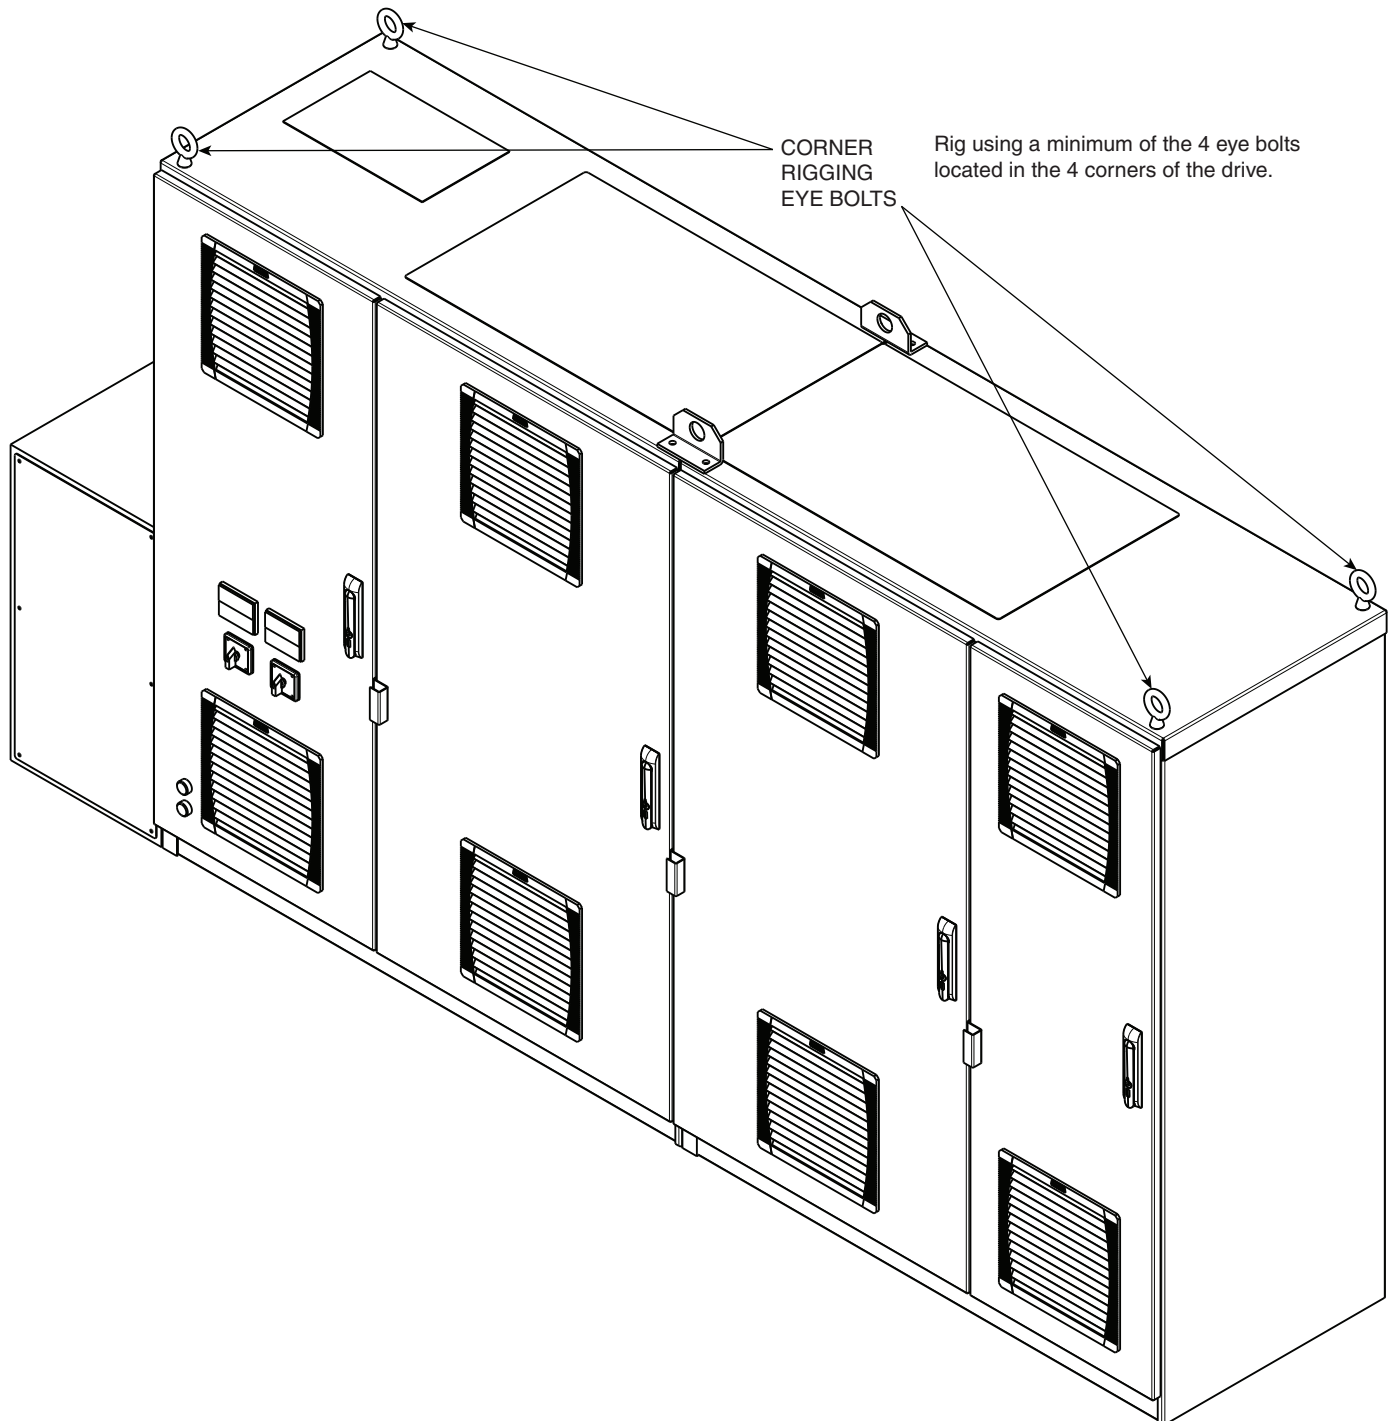 CORNER
RIGGING
EYE BOLTS
Rig using a minimum of the 4 eye bolts
located in the 4 corners of the drive.